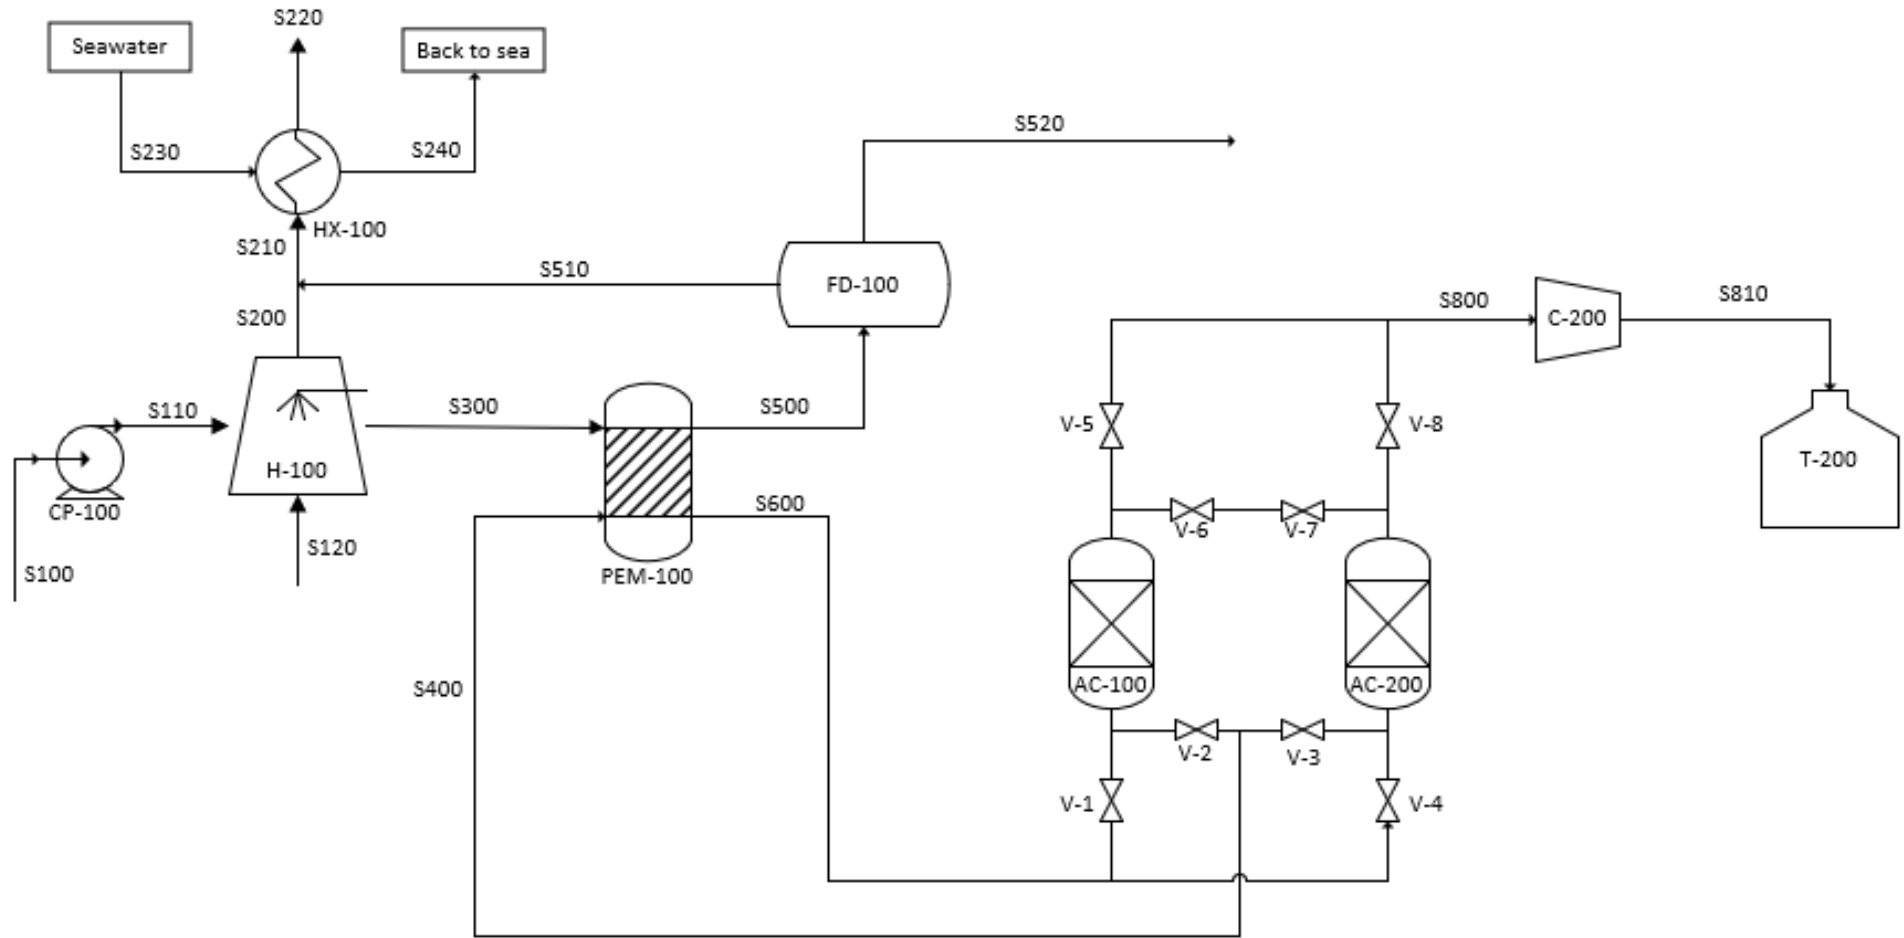 S220
Seawater
Back to sea
S230
S240
HX-100
S210
S520
S510
FD-100
S200
S800
S810
C-200
S110
S300
S500
V-5
V-8
H-100
T-200
CP-100
S600
V-6
V-7
S120
S100
PEM-100
S400
AC-100
AC-200
V-2
V-3
V-1
V-4